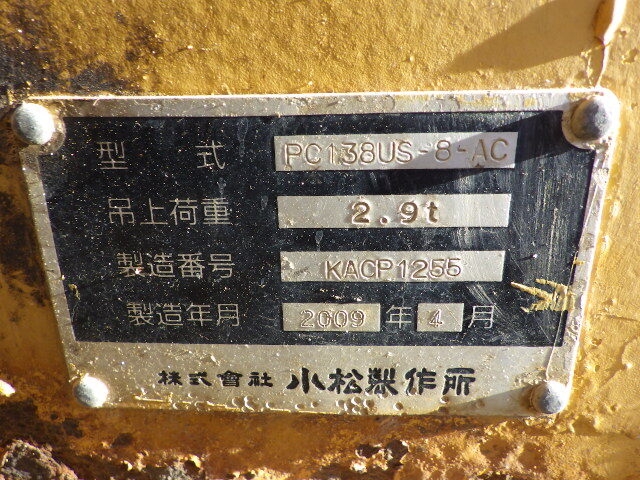 型式 PC138US-8-AC
吊上荷重 2.9t
製造番号 KACP1255
製造年月 2009年4月
株式會社 小松製作所